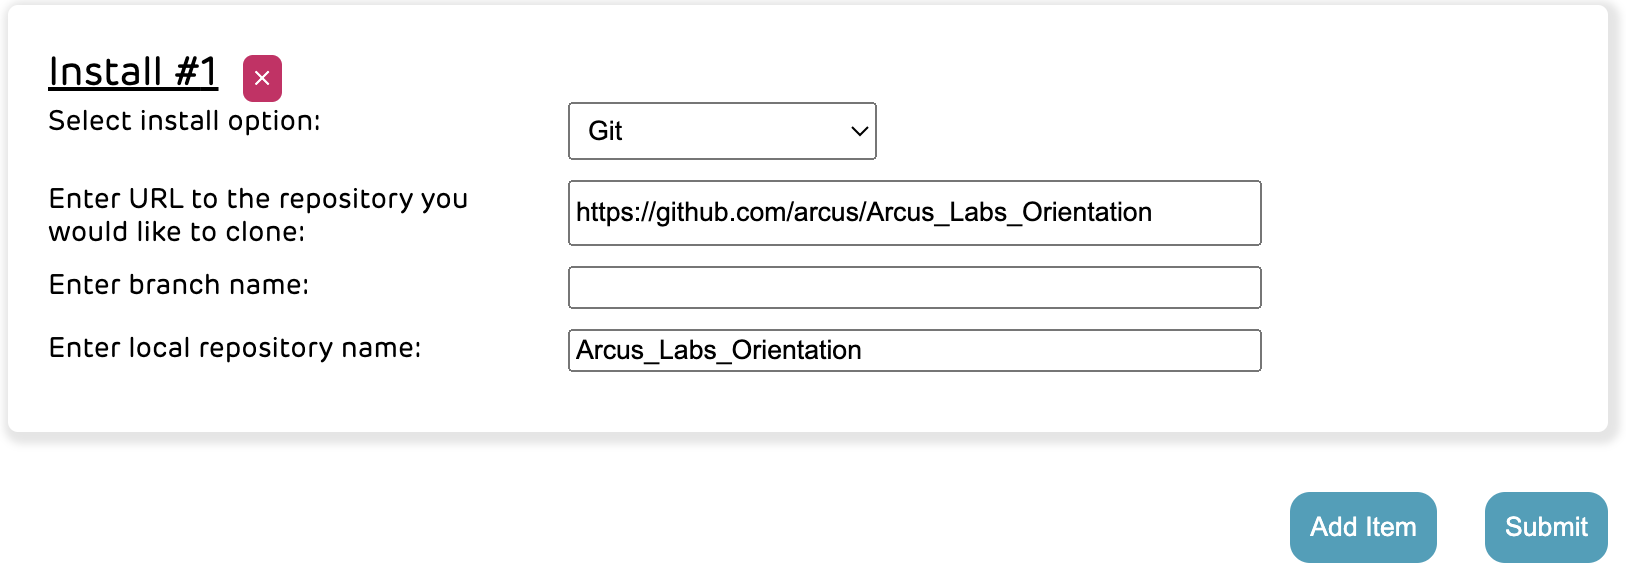 Install #1
×
Select install option:
Git
Enter URL to the repository you
would like to clone:
https://github.com/arcus/Arcus_Labs_Orientation
Enter branch name:
Enter local repository name:
Arcus_Labs_Orientation
Add Item
Submit